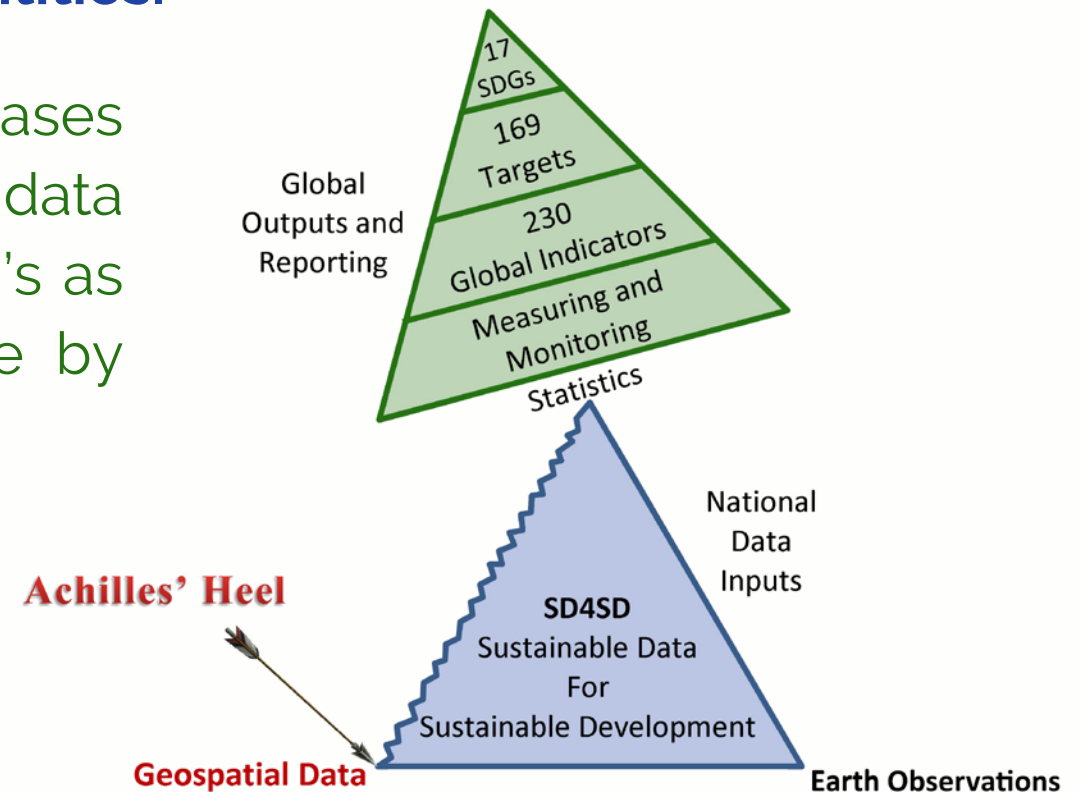 ases
data
's as
e by
17
SDGs
169
Targets
230
Global Indicators
Measuring and
Monitoring
Statistics
Global
Outputs and
Reporting
National
Data
Inputs
Achilles’ Heel
SD4SD
Sustainable Data
For
Sustainable Development
Geospatial Data
Earth Observations